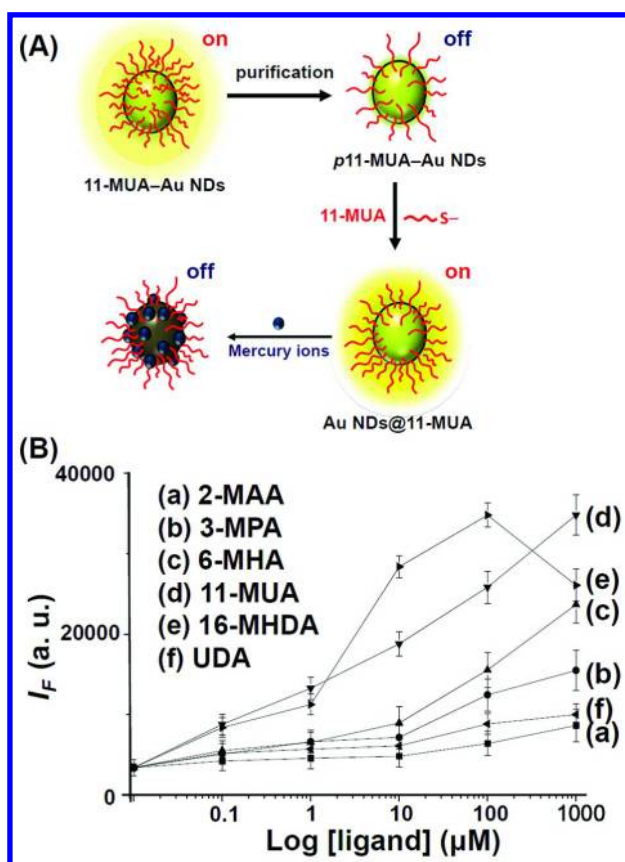 (A)
on
off
purification
11-MUA–Au NDs
p11-MUA–Au NDs
11-MUA
S–
off
on
Mercury ions
Au NDs@11-MUA
(B)
40000
20000
0
I_F (a. u.)
(a) 2-MAA
(b) 3-MPA
(c) 6-MHA
(d) 11-MUA
(e) 16-MHDA
(f) UDA
(d)
(e)
(c)
(b)
(f)
(a)
0.1 1 10 100 1000
Log [ligand] (μM)